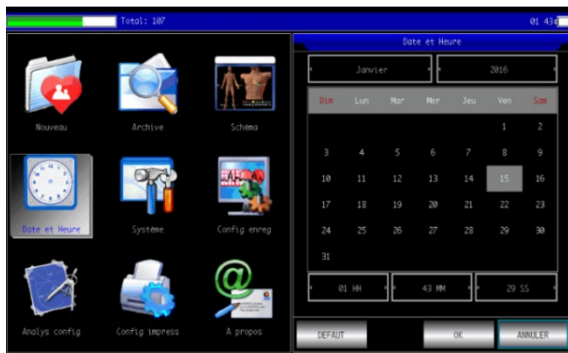 Total: 107
01 43
Nouveau
Archive
Schéma
Date et Heure
Système
Config enreg
Analys config
Config impress
A propos
Date et Heure
Janvier
2016
Dim Lun Mar Mer Jeu Ven Sam
1 2
3 4 5 6 7 8 9
10 11 12 13 14 15 16
17 18 19 20 21 22 23
24 25 26 27 28 29 30
31
01 HH
43 MM
29 SS
DEFAUT
OK
ANNULER